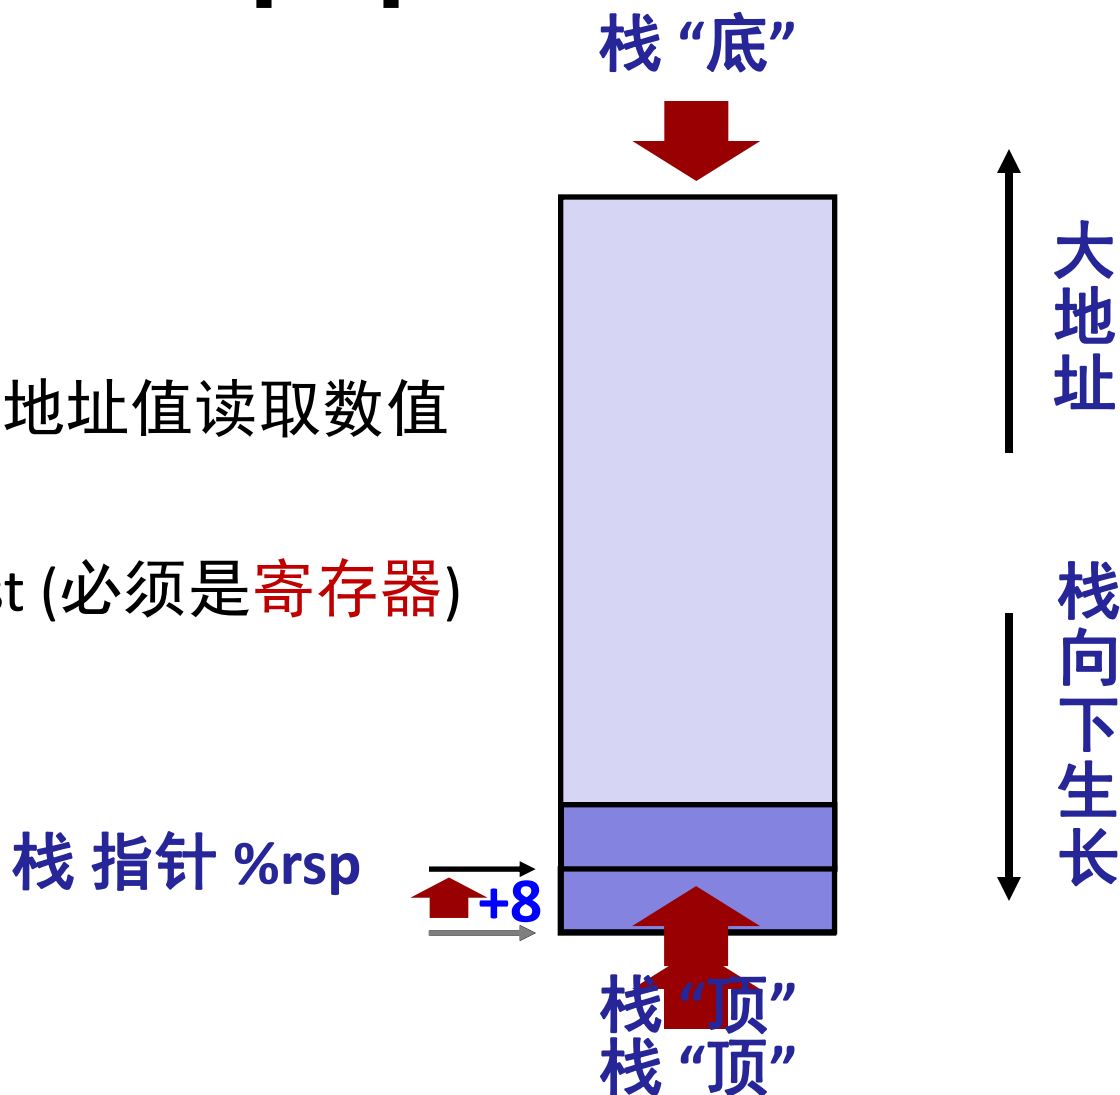 栈 “底”
大地址
地址值读取数值
st (必须是寄存器)
栈向下生长
栈 指针 %rsp
+8
栈 “顶”
栈 “顶”